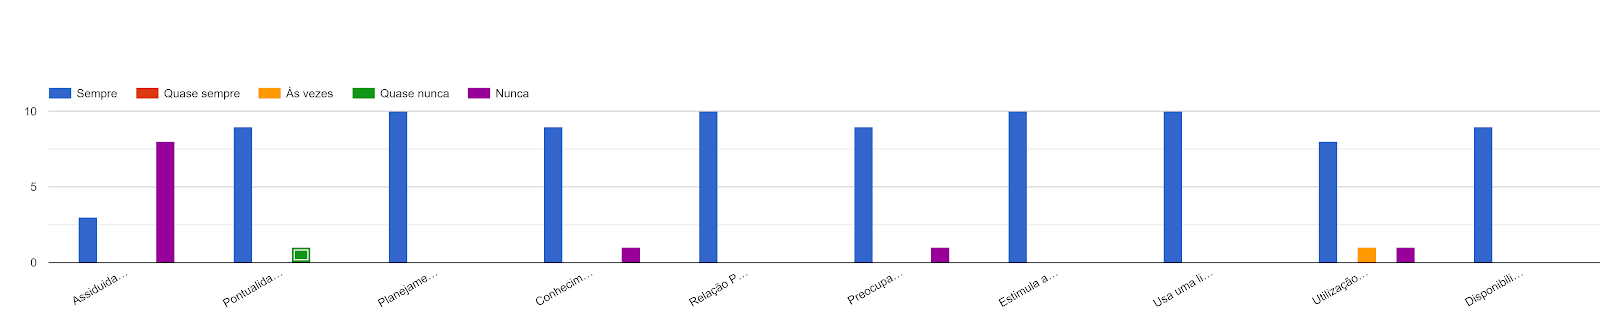 Sempre Quase sempre Às vezes Quase nunca Nunca
10
5
0
Assiduida... Pontualida... Planejame... Conhecim... Relação P... Preocupa... Estimula a... Usa uma li... Utilização... Disponibili...